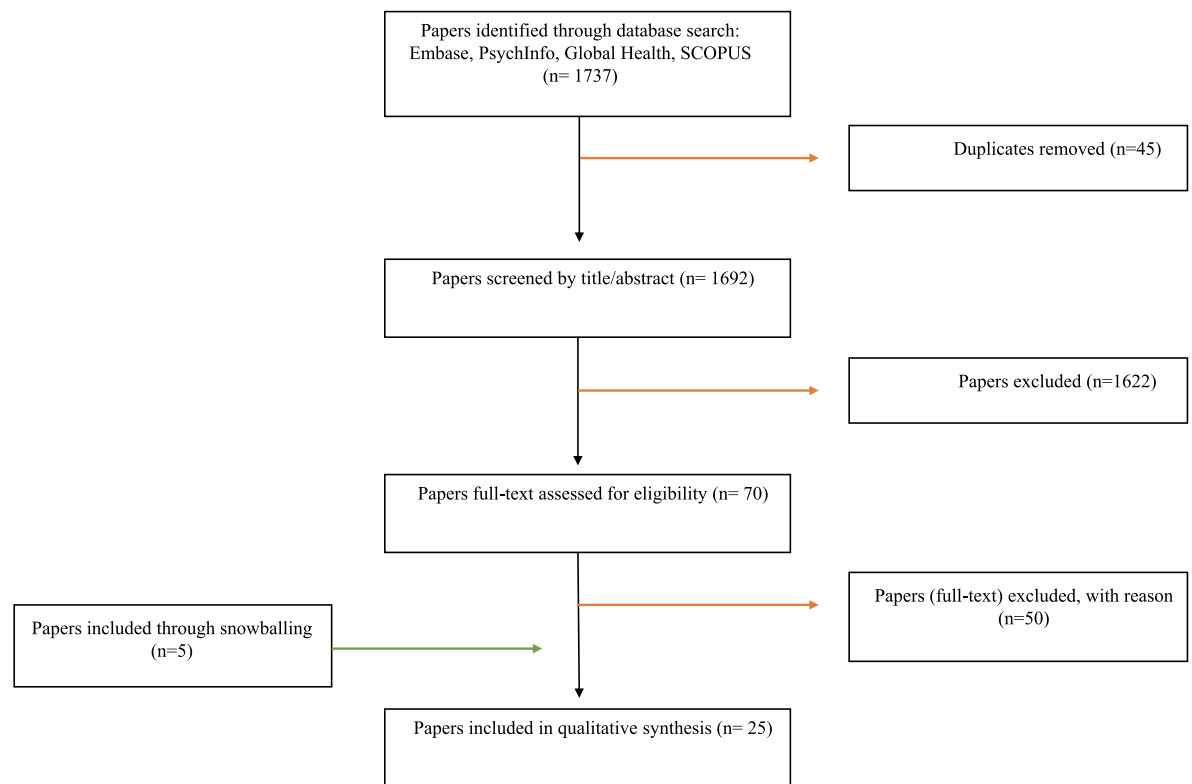 Papers identified through database search:
Embase, PsychInfo, Global Health, SCOPUS
(n= 1737)
Duplicates removed (n=45)
Papers screened by title/abstract (n= 1692)
Papers excluded (n=1622)
Papers full-text assessed for eligibility (n= 70)
Papers (full-text) excluded, with reason
(n=50)
Papers included through snowballing
(n=5)
Papers included in qualitative synthesis (n= 25)